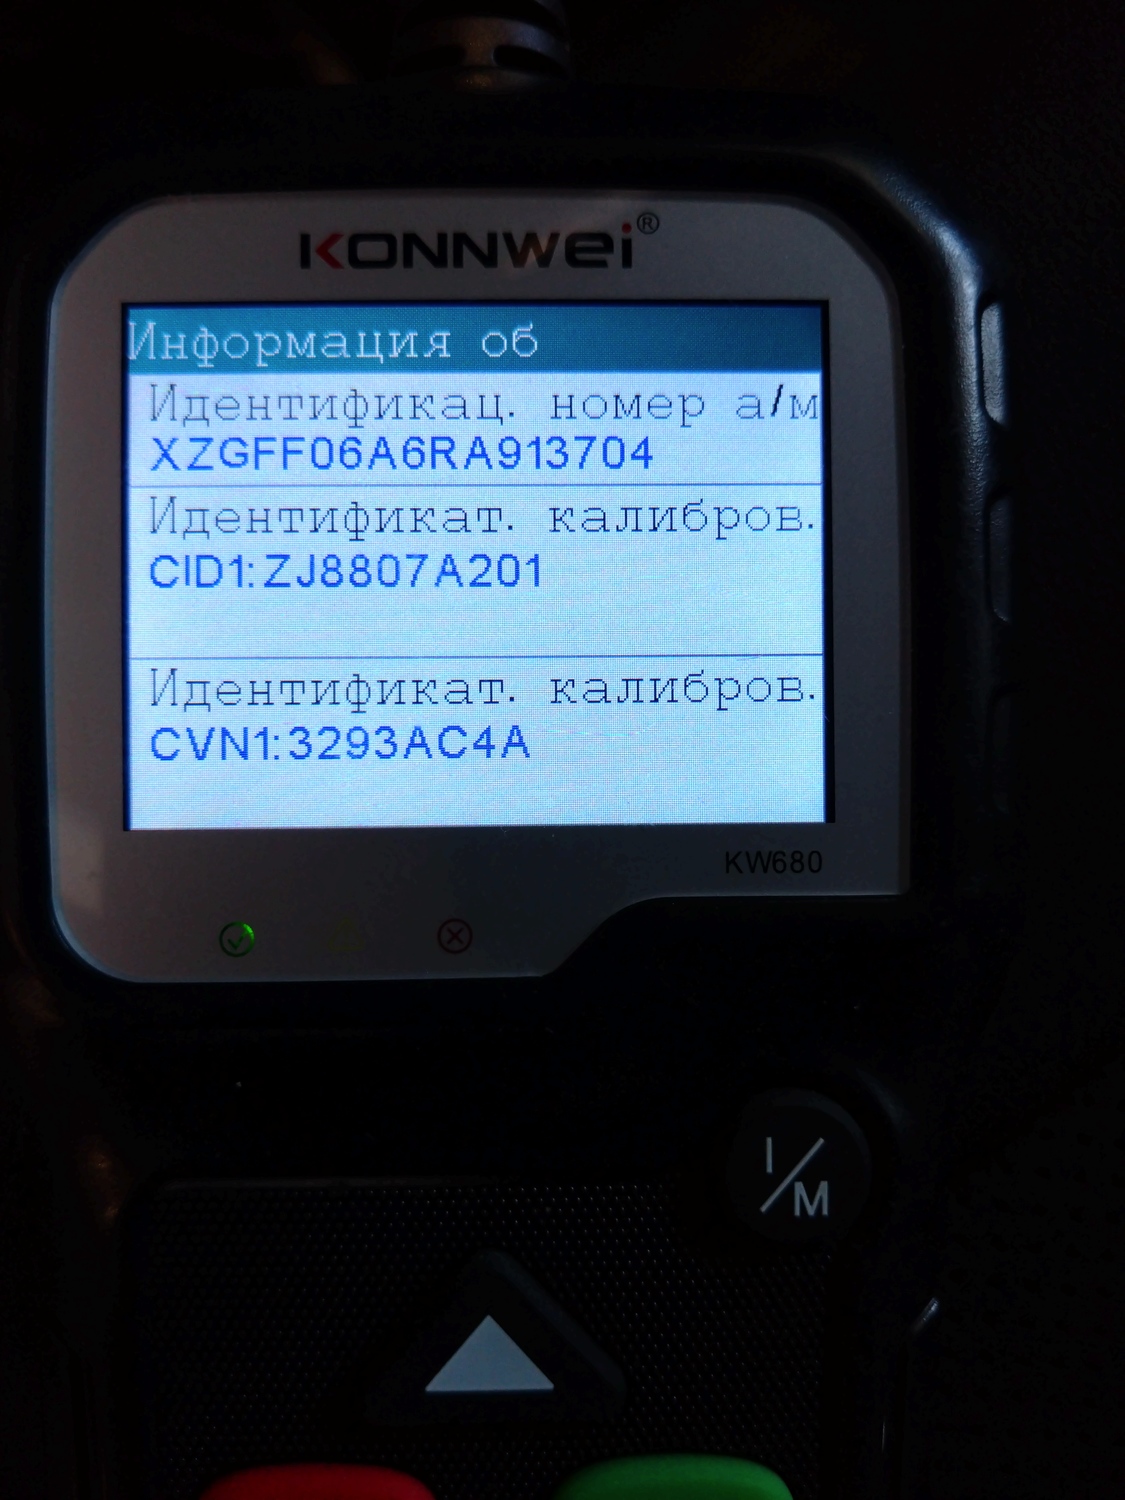 KONNWEI®
Информация об
Идентификац. номер а/м
XZGFF06A6RA913704
Идентификат. калибров.
CID1:ZJ8807A201
Идентификат. калибров.
CVN1:3293AC4A
KW680
I/M